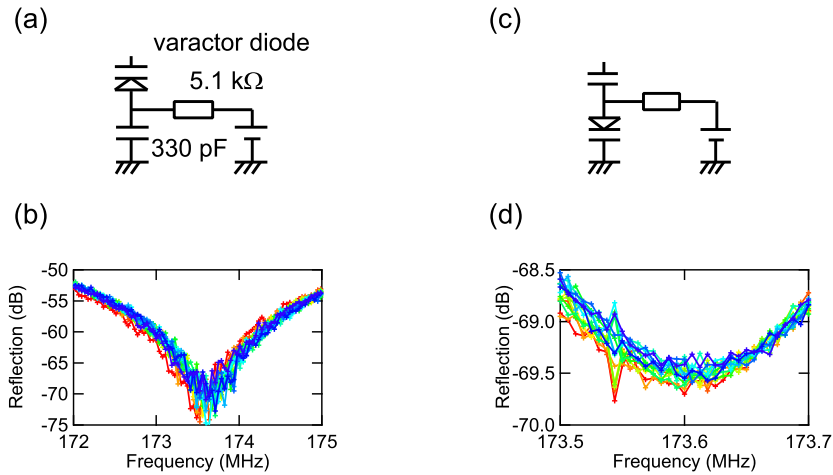 (a)
varactor diode
5.1 kΩ
330 pF
(c)
(b)
-50
-55
-60
-65
-70
-75
Reflection (dB)
172
173
174
175
Frequency (MHz)
(d)
-68.5
-69.0
-69.5
-70.0
Reflection (dB)
173.5
173.6
173.7
Frequency (MHz)